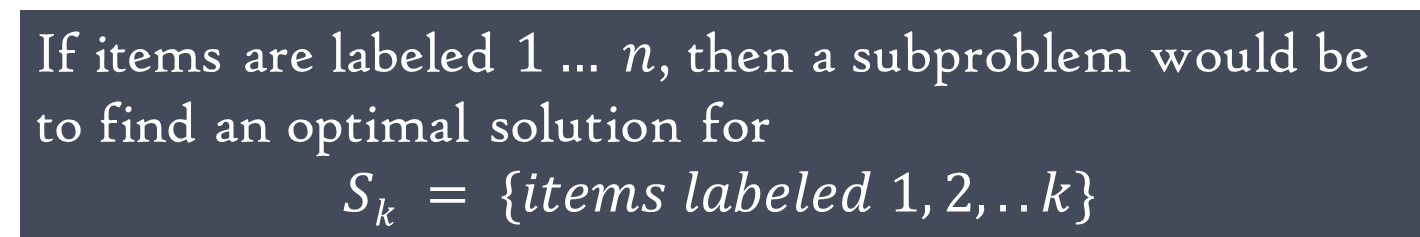 If items are labeled 1 ... n, then a subproblem would be
to find an optimal solution for
Sₖ = {items labeled 1, 2, . . k}